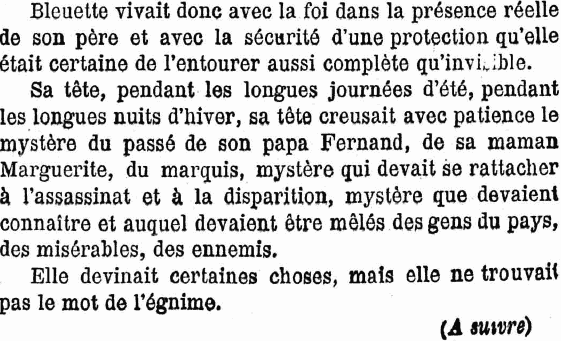 Bleuette vivait donc avec la foi dans la présence réelle
de son père et avec la sécurité d'une protection qu'elle
était certaine de l'entourer aussi complète qu'invisible.
Sa tête, pendant les longues journées d'été, pendant
les longues nuits d'hiver, sa tête creusait avec patience le
mystère du passé de son papa Fernand, de sa maman
Marguerite, du marquis, mystère qui devait se rattacher
à l'assassinat et à la disparition, mystère que devaient
connaître et auquel devaient être mêlés des gens du pays,
des misérables, des ennemis.
Elle devinait certaines choses, mais elle ne trouvait
pas le mot de l'égnime.
(A suivre)